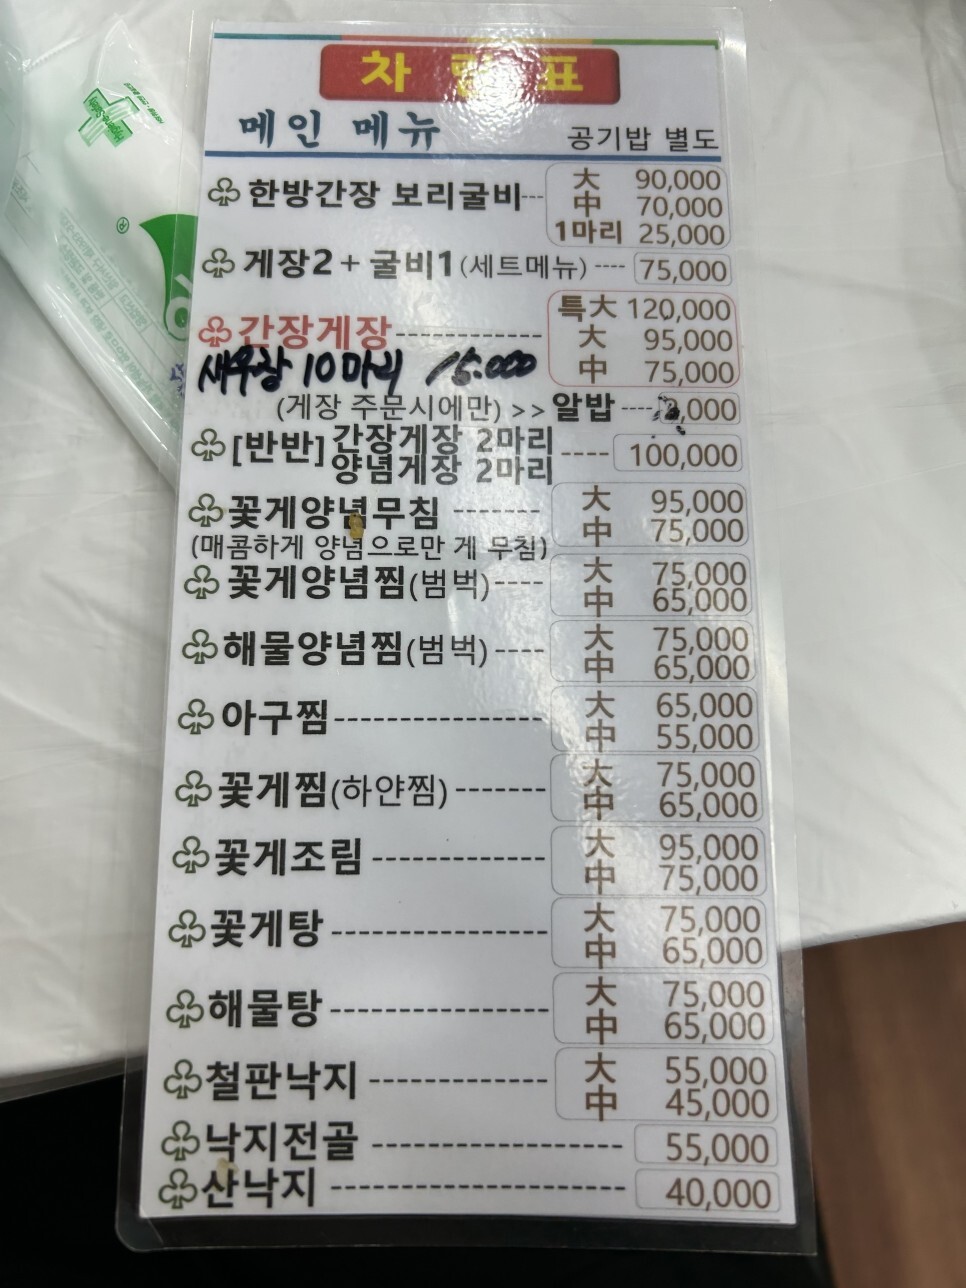 차림표
메인 메뉴 공기밥 별도
한방간장 보리굴비--- 大 90,000
中 70,000
1마리 25,000
게장2+굴비1(세트메뉴) ---- 75,000
간장게장------------- 특大 120,000
大 95,000
中 75,000
새우장 10마리 15.000
(게장 주문시에만) >> 알밥 ----
[반반] 간장게장 2마리
양념게장 2마리 ---- 100,000
꽃게양념무침 ------- 大 95,000
中 75,000
(매콤하게 양념으로만 게 무침)
꽃게양념찜(범벅)---- 大 75,000
中 65,000
해물양념찜(범벅)---- 大 75,000
中 65,000
아구찜---------------- 大 65,000
中 55,000
꽃게찜(하얀찜) ------- 大 75,000
中 65,000
꽃게조림 ------------- 大 95,000
中 75,000
꽃게탕---------------- 大 75,000
中 65,000
해물탕---------------- 大 75,000
中 65,000
철판낙지 ------------- 大 55,000
中 45,000
낙지전골 ------------------- 55,000
산낙지 ---------------------- 40,000